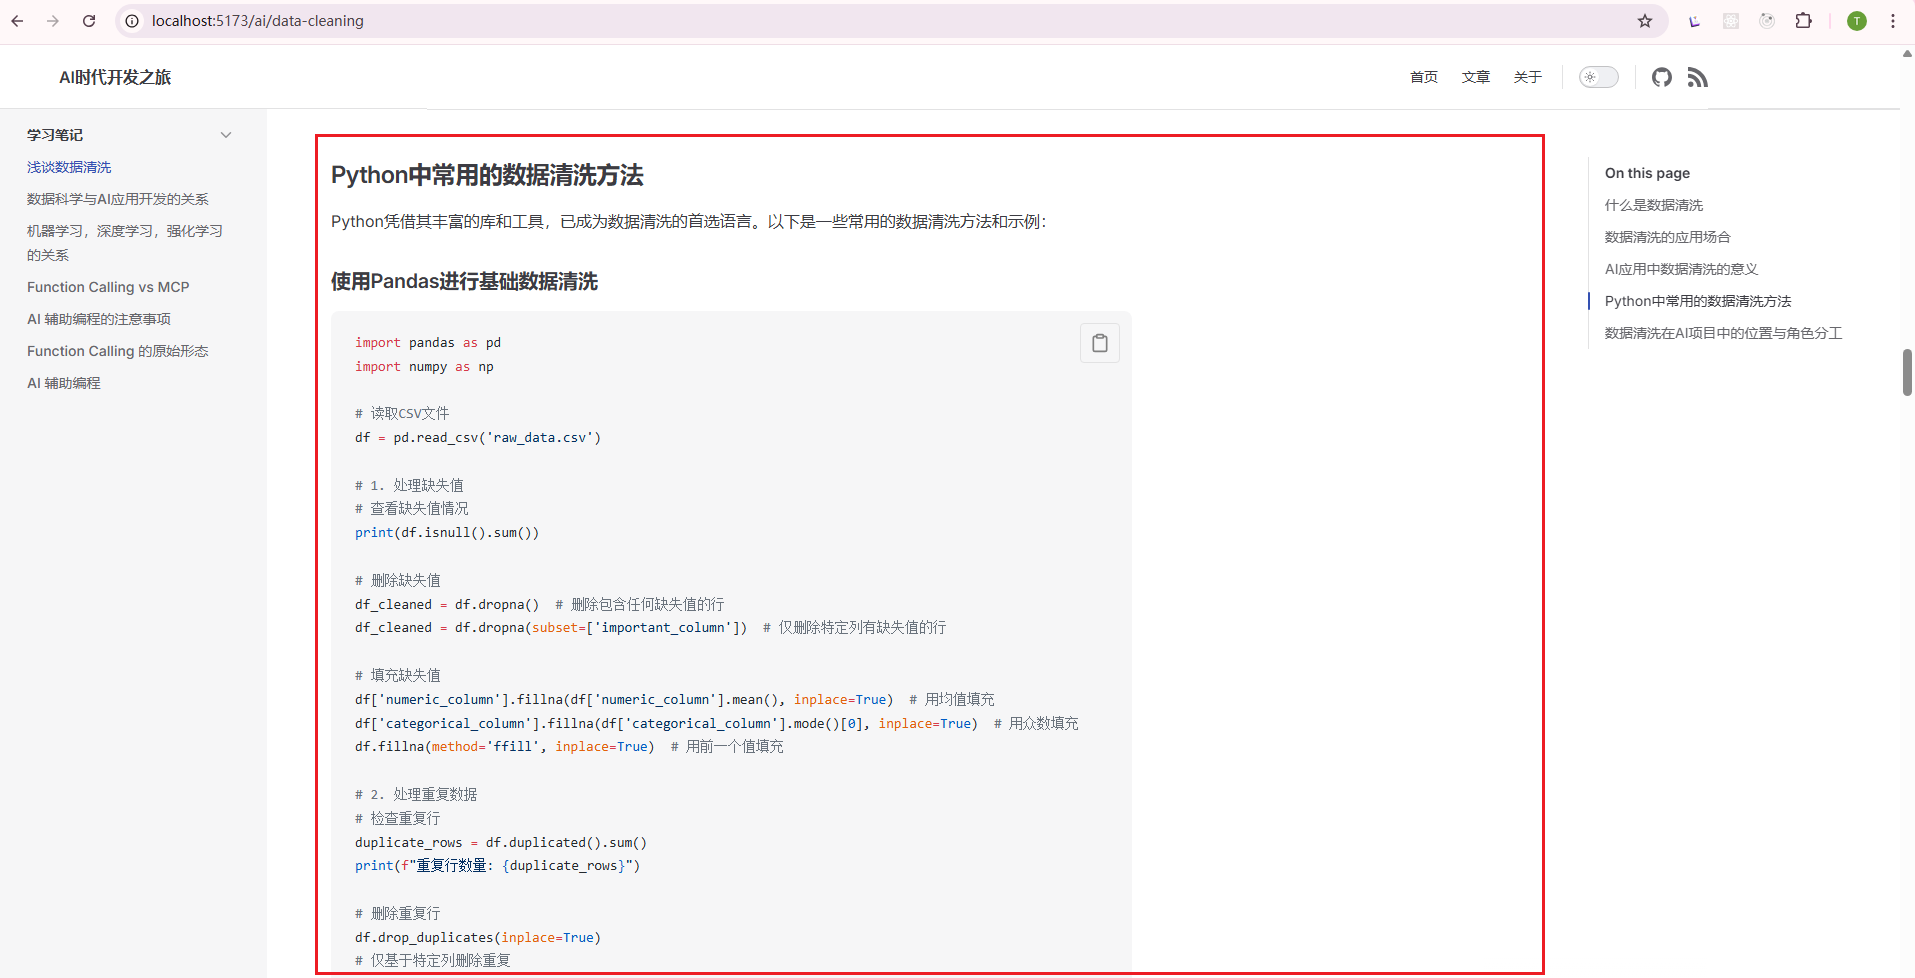 localhost:5173/ai/data-cleaning
T
AI时代开发之旅
首页
文章
关于
学习笔记
浅谈数据清洗
数据科学与AI应用开发的关系
机器学习，深度学习，强化学习
的关系
Function Calling vs MCP
AI 辅助编程的注意事项
Function Calling 的原始形态
AI 辅助编程
Python中常用的数据清洗方法
Python凭借其丰富的库和工具，已成为数据清洗的首选语言。以下是一些常用的数据清洗方法和示例：
使用Pandas进行基础数据清洗
import pandas as pd
import numpy as np
# 读取CSV文件
df = pd.read_csv('raw_data.csv')
# 1. 处理缺失值
# 查看缺失值情况
print(df.isnull().sum())
# 删除缺失值
df_cleaned = df.dropna()  # 删除包含任何缺失值的行
df_cleaned = df.dropna(subset=['important_column'])  # 仅删除特定列有缺失值的行
# 填充缺失值
df['numeric_column'].fillna(df['numeric_column'].mean(), inplace=True)  # 用均值填充
df['categorical_column'].fillna(df['categorical_column'].mode()[0], inplace=True)  # 用众数填充
df.fillna(method='ffill', inplace=True)  # 用前一个值填充
# 2. 处理重复数据
# 检查重复行
duplicate_rows = df.duplicated().sum()
print(f"重复行数量: {duplicate_rows}")
# 删除重复行
df.drop_duplicates(inplace=True)
# 仅基于特定列删除重复
On this page
什么是数据清洗
数据清洗的应用场合
AI应用中数据清洗的意义
Python中常用的数据清洗方法
数据清洗在AI项目中的位置与角色分工